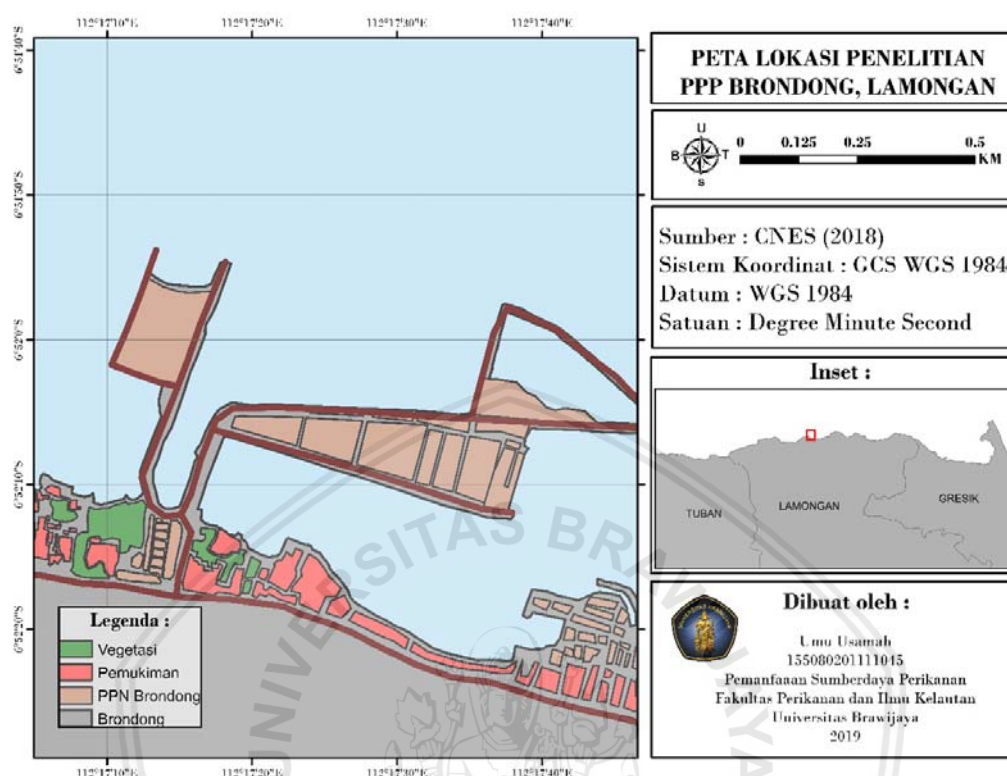 112°17'10"E 112°17'20"E 112°17'30"E 112°17'40"E
6°51'40"S
6°51'50"S
6°52'0"S
6°52'10"S
6°52'20"S
112°17'10"E 112°17'20"E 112°17'30"E 112°17'40"E
Legenda :
Vegetasi
Pemukiman
PPN Brondong
Brondong
UNIVERSITAS BRAWIJAYA
PETA LOKASI PENELITIAN
PPP BRONDONG, LAMONGAN
U
B T
S
0 0.125 0.25 0.5
KM
Sumber : CNES (2018)
Sistem Koordinat : GCS WGS 1984
Datum : WGS 1984
Satuan : Degree Minute Second
Inset :
TUBAN
LAMONGAN
GRESIK
Dibuat oleh :
Umu Usamah
155080201111045
Pemanfaaan Sumberdaya Perikanan
Fakultas Perikanan dan Ilmu Kelautan
Universitas Brawijaya
2019